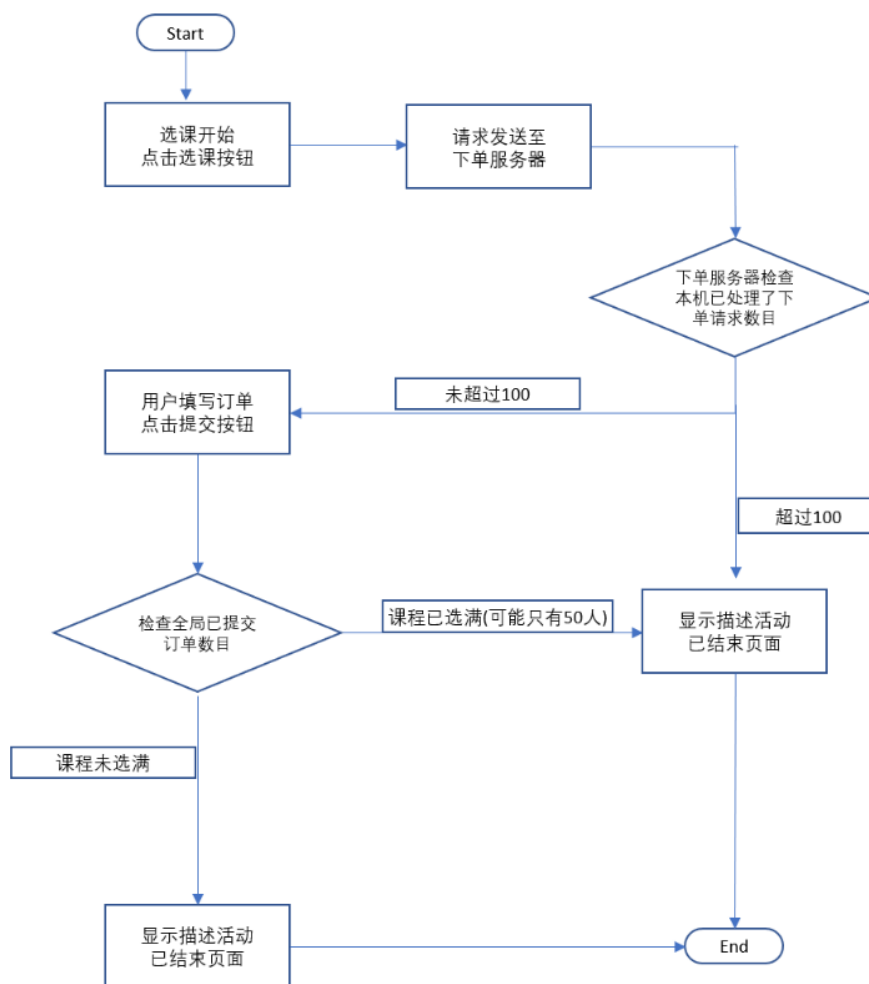 Start
选课开始
点击选课按钮
请求发送至
下单服务器
下单服务器检查
本机已处理了下
单请求数目
未超过100
用户填写订单
点击提交按钮
超过100
检查全局已提交
订单数目
课程已选满(可能只有50人)
显示描述活动
已结束页面
课程未选满
显示描述活动
已结束页面
End